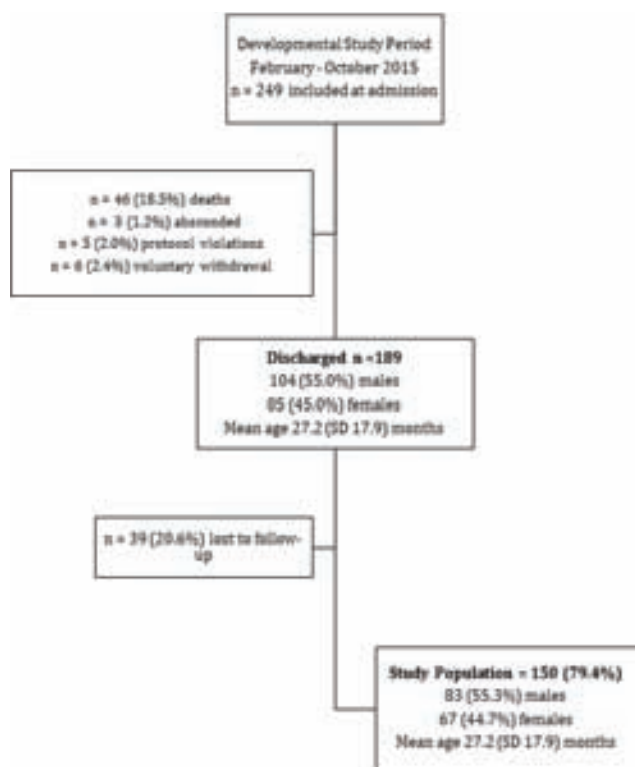 Developmental Study Period
February - October 2015
n = 249 included at admission
n = 46 (18.5%) deaths
n = 3 (1.2%) absconded
n = 5 (2.0%) protocol violations
n = 6 (2.4%) voluntary withdrawal
Discharged n =189
104 (55.0%) males
85 (45.0%) females
Mean age 27.2 (SD 17.9) months
n = 39 (20.6%) lost to follow-
up
Study Population = 150 (79.4%)
83 (55.3%) males
67 (44.7%) females
Mean age 27.2 (SD 17.9) months